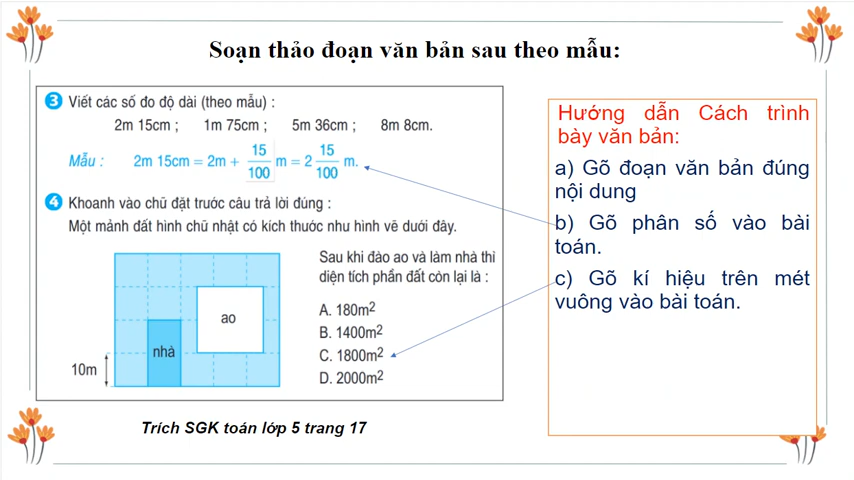 Soạn thảo đoạn văn bản sau theo mẫu:
3 Viết các số đo độ dài (theo mẫu) :
2m 15cm ; 1m 75cm ; 5m 36cm ; 8m 8cm.
Mẫu : 2m 15cm = 2m + 15/100 m = 2 15/100 m.
4 Khoanh vào chữ đặt trước câu trả lời đúng :
Một mảnh đất hình chữ nhật có kích thước như hình vẽ dưới đây.
Sau khi đào ao và làm nhà thì
diện tích phần đất còn lại là :
A. 180m²
B. 1400m²
C. 1800m²
D. 2000m²
ao
nhà
10m
Trích SGK toán lớp 5 trang 17
Hướng dẫn Cách trình
bày văn bản:
a) Gõ đoạn văn bản đúng
nội dung
b) Gõ phân số vào bài
toán.
c) Gõ kí hiệu trên mét
vuông vào bài toán.